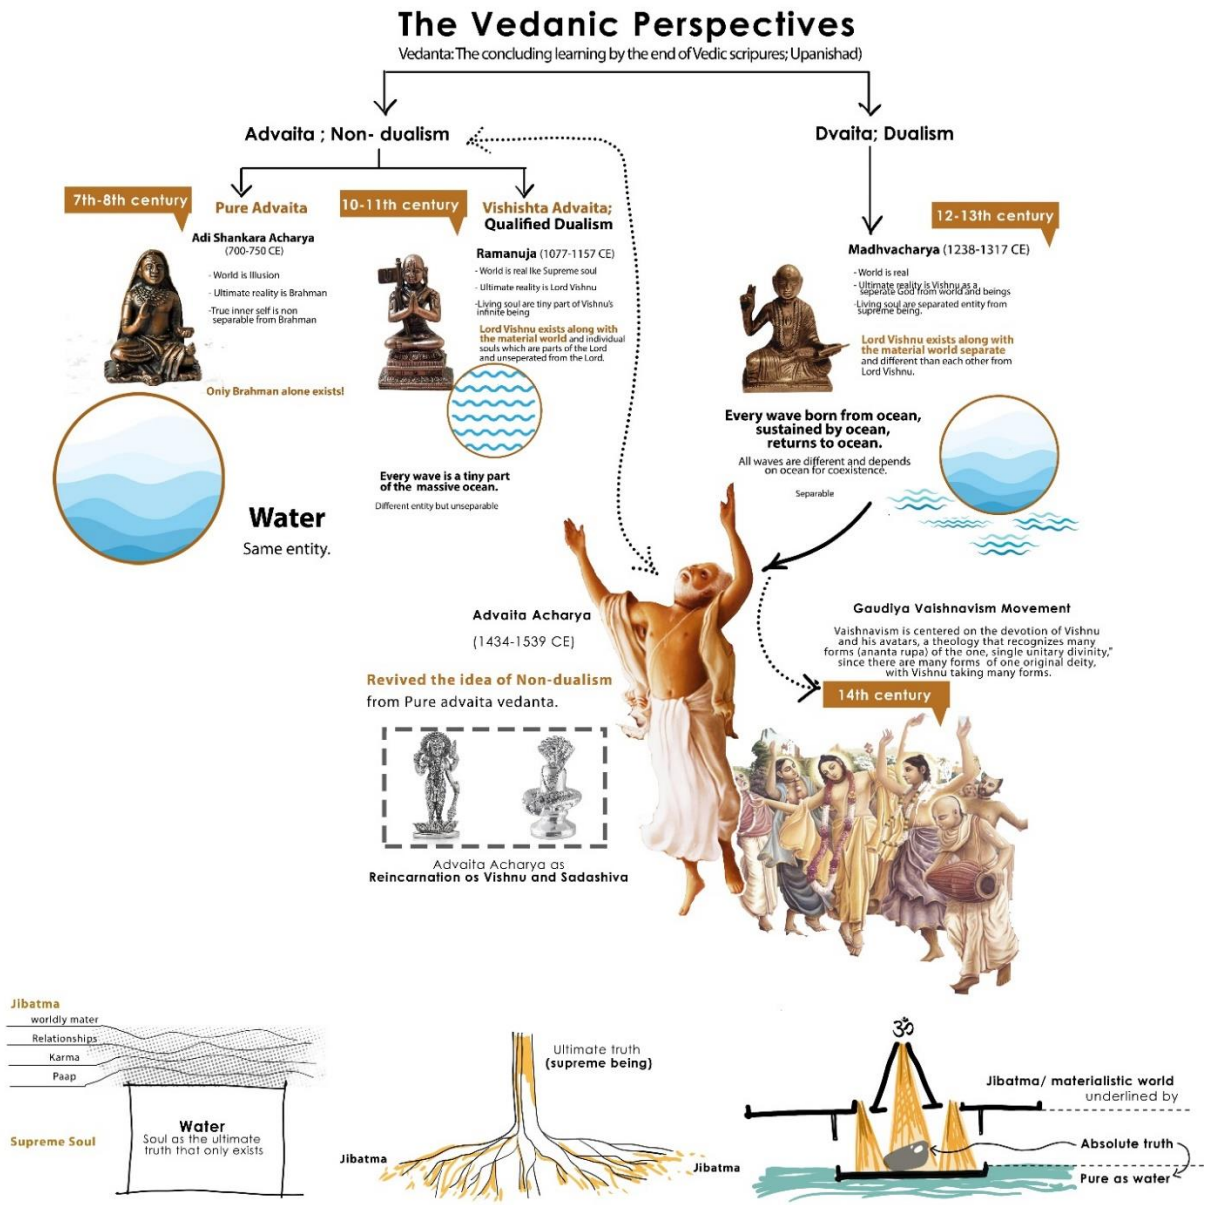 The Vedanic Perspectives
Vedanta: The concluding learning by the end of Vedic scripures; Upanishad)
Advaita ; Non- dualism
Dvaita; Dualism
7th-8th century
Pure Advaita
Adi Shankara Acharya
(700-750 CE)
- World is Illusion
- Ultimate reality is Brahman
-True inner self is non
separable from Brahman
Only Brahman alone exists!
Water
Same entity.
10-11th century
Vishishta Advaita;
Qualified Dualism
Ramanuja (1077-1157 CE)
- World is real lke Supreme soul
- Ultimate reality is Lord Vishnu
-Living soul are tiny part of Vishnu's
infinite being
Lord Vishnu exists along with
the material world and individual
souls which are parts of the Lord
and unseperated from the Lord.
Every wave is a tiny part
of the massive ocean.
Different entity but unseparable
12-13th century
Madhvacharya (1238-1317 CE)
- World is real
- Ultimate reality is Vishnu as a
seperate God from world and beings
-Living soul are separated entity from
supreme being.
Lord Vishnu exists along with
the material world separate
and different than each other from
Lord Vishnu.
Every wave born from ocean,
sustained by ocean,
returns to ocean.
All waves are different and depends
on ocean for coexistence.
Separable
Advaita Acharya
(1434-1539 CE)
Revived the idea of Non-dualism
from Pure advaita vedanta.
Advaita Acharya as
Reincarnation os Vishnu and Sadashiva
Gaudiya Vaishnavism Movement
Vaishnavism is centered on the devotion of Vishnu
and his avatars, a theology that recognizes many
forms (ananta rupa) of the one, single unitary divinity,"
since there are many forms of one original deity,
with Vishnu taking many forms.
14th century
Jibatma
worldly mater
Relationships
Karma
Paap
Supreme Soul
Water
Soul as the ultimate
truth that only exists
Ultimate truth
(supreme being)
Jibatma
Jibatma
ॐ
Jibatma/ materialistic world
underlined by
Absolute truth
Pure as water